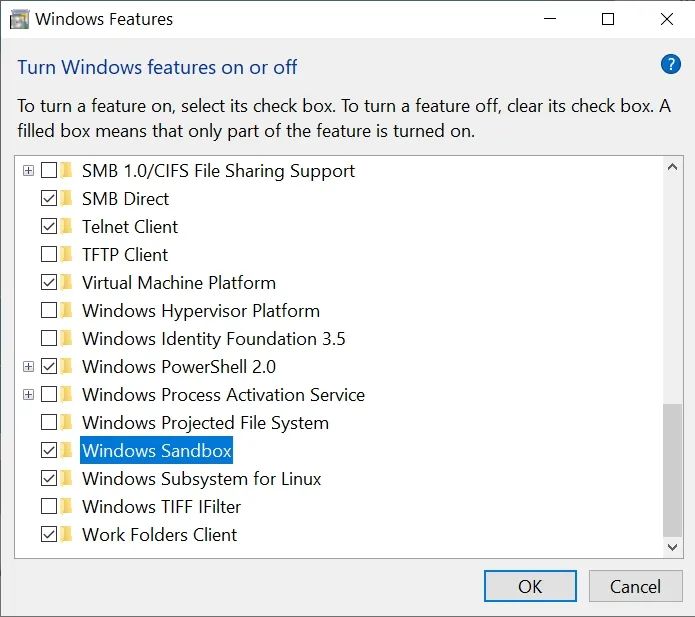 Windows Features
Turn Windows features on or off
?
To turn a feature on, select its check box. To turn a feature off, clear its check box. A
filled box means that only part of the feature is turned on.
SMB 1.0/CIFS File Sharing Support
SMB Direct
Telnet Client
TFTP Client
Virtual Machine Platform
Windows Hypervisor Platform
Windows Identity Foundation 3.5
Windows PowerShell 2.0
Windows Process Activation Service
Windows Projected File System
Windows Sandbox
Windows Subsystem for Linux
Windows TIFF IFilter
Work Folders Client
OK Cancel